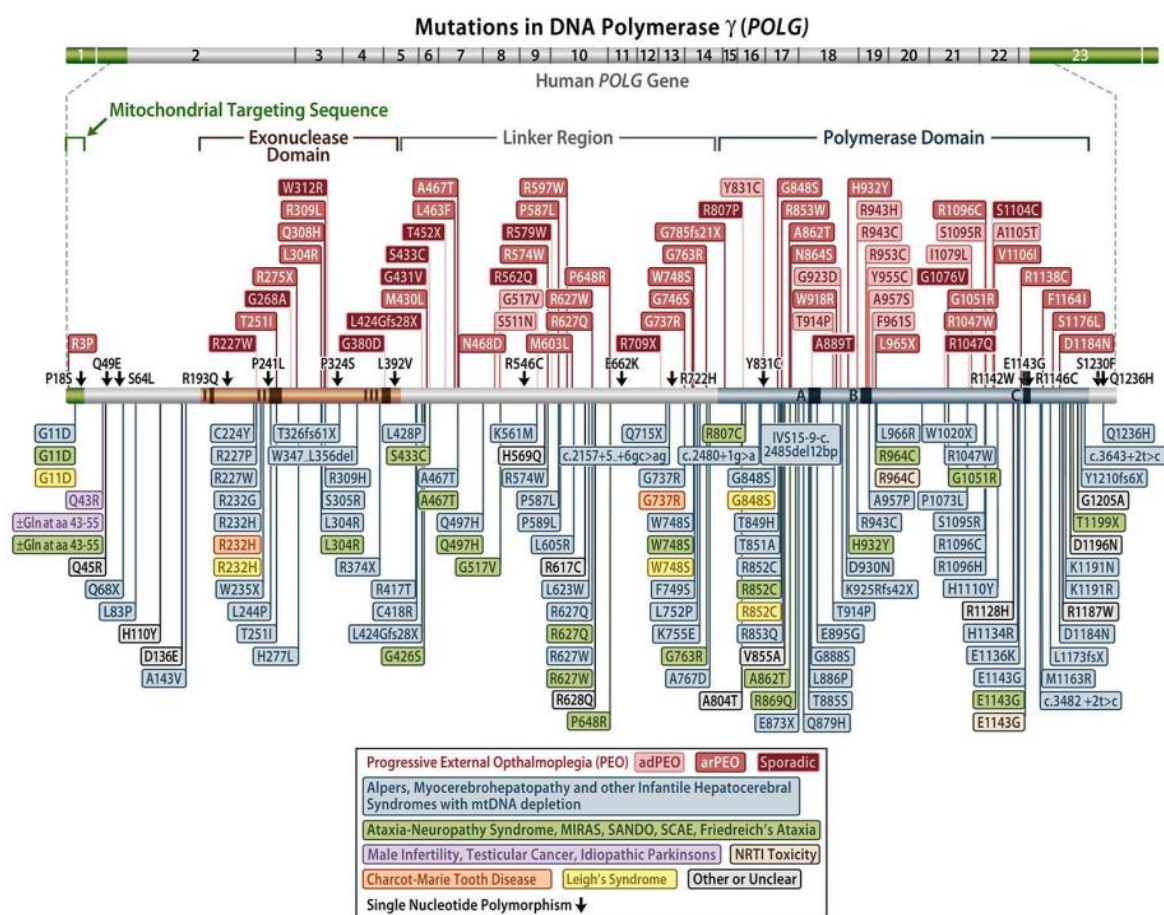 Mutations in DNA Polymerase γ (POLG)
1 2 3 4 5 6 7 8 9 10 11 12 13 14 15 16 17 18 19 20 21 22 23
Human POLG Gene
Mitochondrial Targeting Sequence
Exonuclease Domain
Linker Region
Polymerase Domain
W312R A467T R597W Y831C G848S H932Y
R309L L463F P587L R807P R853W R943H R1096C S1104C
Q308H T452X R579W G785fs21X A862T R943C S1095R A1105T
L304R S433C R574W G763R N864S R953C I1079L V1106I
R275X G431V R562Q P648R W748S G923D Y955C G1076V R1138C
G268A M430L G517V R627W G746S W918R A957S G1051R F1164I
T251I L424Gfs28X S511N R627Q G737R T914P F961S R1047W S1176L
R3P R227W G380D N468D M603L R709X A889T L965X R1047Q D1184N
P18S Q49E S64L R193Q P241L P324S L392V R546C E662K R722H Y831C R1142W E1143G R1146C S1230F Q1236H
A B C
I II III
G11D C224Y T326fs61X L428P K561M Q715X R807C IVS15-9-c. 2485del12bp L966R W1020X Q1236H
G11D R227P W347_L356del S433C H569Q c.2157+5_+6gc>ag c.2480+1g>a R964C R1047W c.3643+2t>c
G11D R227W R309H A467T R574W G737R G848S R964C G1051R Y1210fs6X
Q43R R232G S305R A467T P587L G737R G848S A957P P1073L G1205A
±Gln at aa 43-55 R232H L304R Q497H P589L W748S T849H R943C S1095R T1199X
±Gln at aa 43-55 R232H L304R Q497H L605R W748S T851A H932Y R1096C D1196N
Q45R R232H R374X G517V R617C W748S R852C D930N R1096H K1191N
Q68X W235X R417T L623W F749S R852C K925Rfs42X H1110Y K1191R
L83P L244P C418R R627Q L752P R852C T914P R1128H R1187W
H110Y T251I L424Gfs28X R627Q K755E R853Q E895G H1134R D1184N
D136E H277L G426S R627W G763R V855A G888S E1136K L1173fsX
A143V R627W A767D A862T L886P E1143G M1163R
R628Q A804T R869Q T885S E1143G c.3482 +2t>c
P648R E873X Q879H E1143G
Progressive External Opthalmoplegia (PEO) adPEO arPEO Sporadic
Alpers, Myocerebrohepatopathy and other Infantile Hepatocerebral
Syndromes with mtDNA depletion
Ataxia-Neuropathy Syndrome, MIRAS, SANDO, SCAE, Friedreich's Ataxia
Male Infertility, Testicular Cancer, Idiopathic Parkinsons NRTI Toxicity
Charcot-Marie Tooth Disease Leigh's Syndrome Other or Unclear
Single Nucleotide Polymorphism